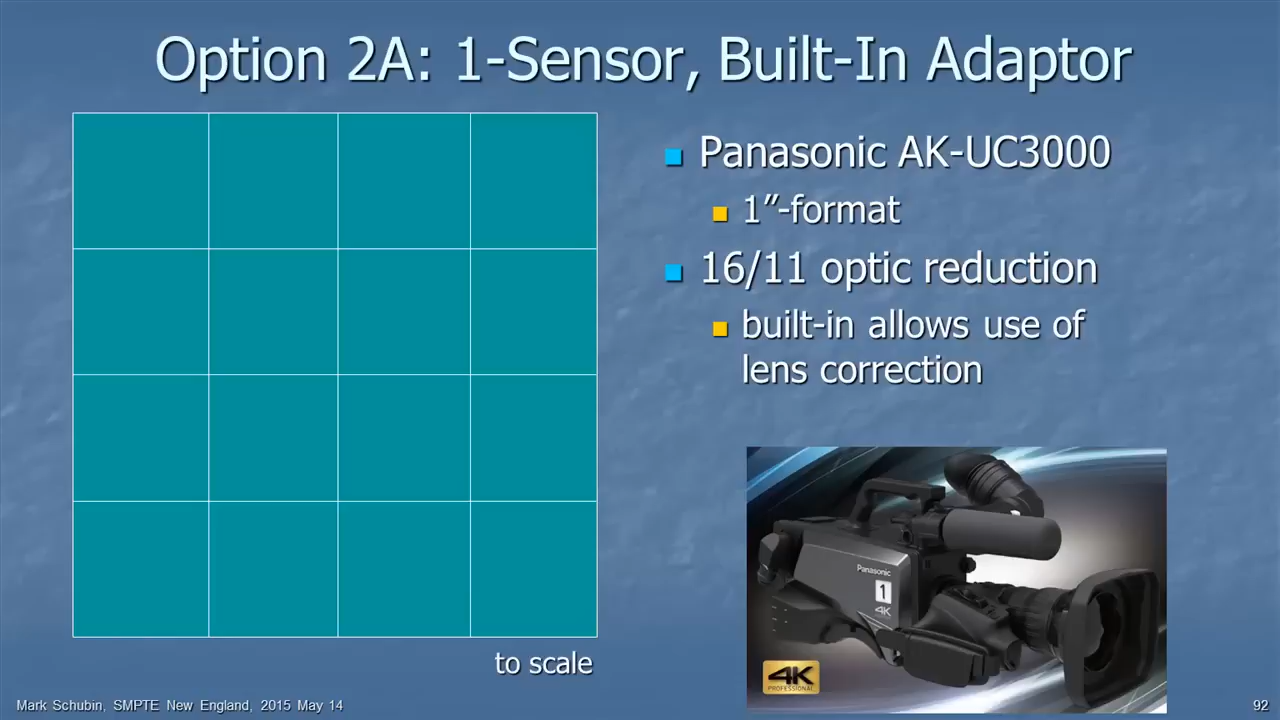 Option 2A: 1-Sensor, Built-In Adaptor
Panasonic AK-UC3000
1”-format
16/11 optic reduction
built-in allows use of
lens correction
to scale
Panasonic
1
4K
4K
PROFESSIONAL
Mark Schubin, SMPTE New England, 2015 May 14
92